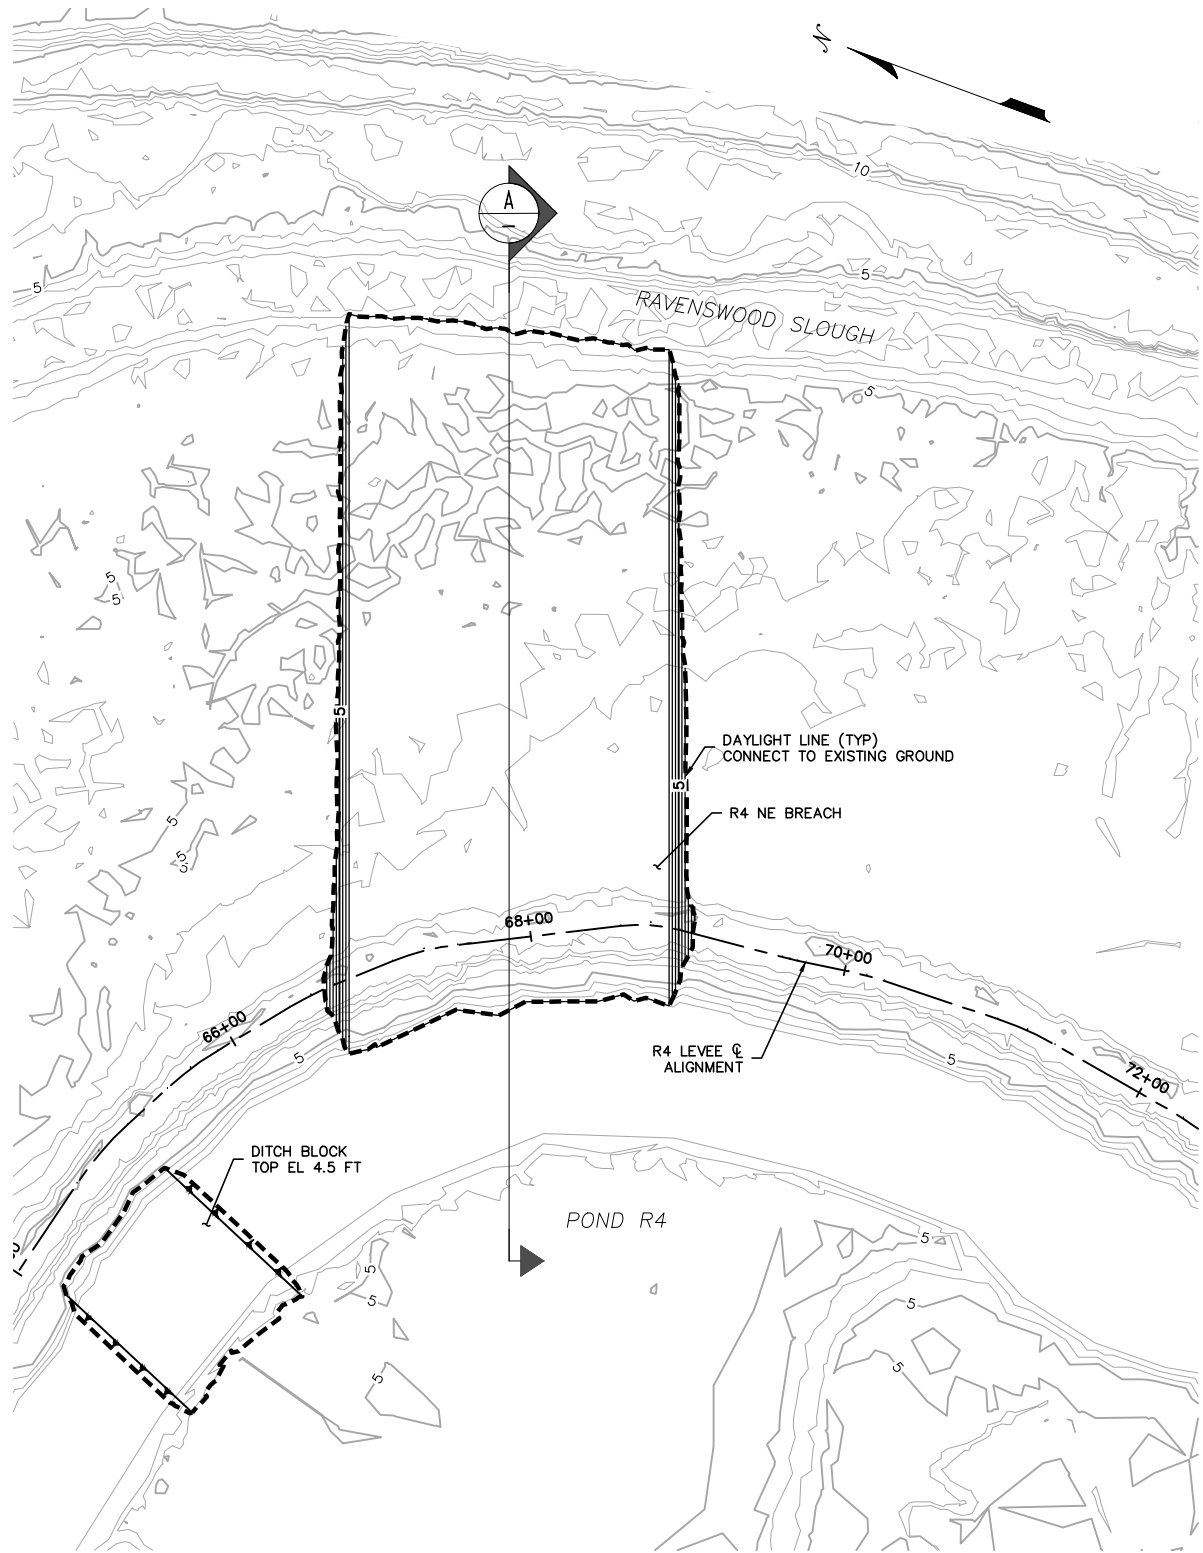 N
10
A
5
5
RAVENSWOOD SLOUGH
5
5
5
5
DAYLIGHT LINE (TYP)
CONNECT TO EXISTING GROUND
5
R4 NE BREACH
5
5
5
68+00
70+00
66+00
R4 LEVEE ℄
ALIGNMENT
5
5
72+00
DITCH BLOCK
TOP EL 4.5 FT
POND R4
5
5
5
5
5
5